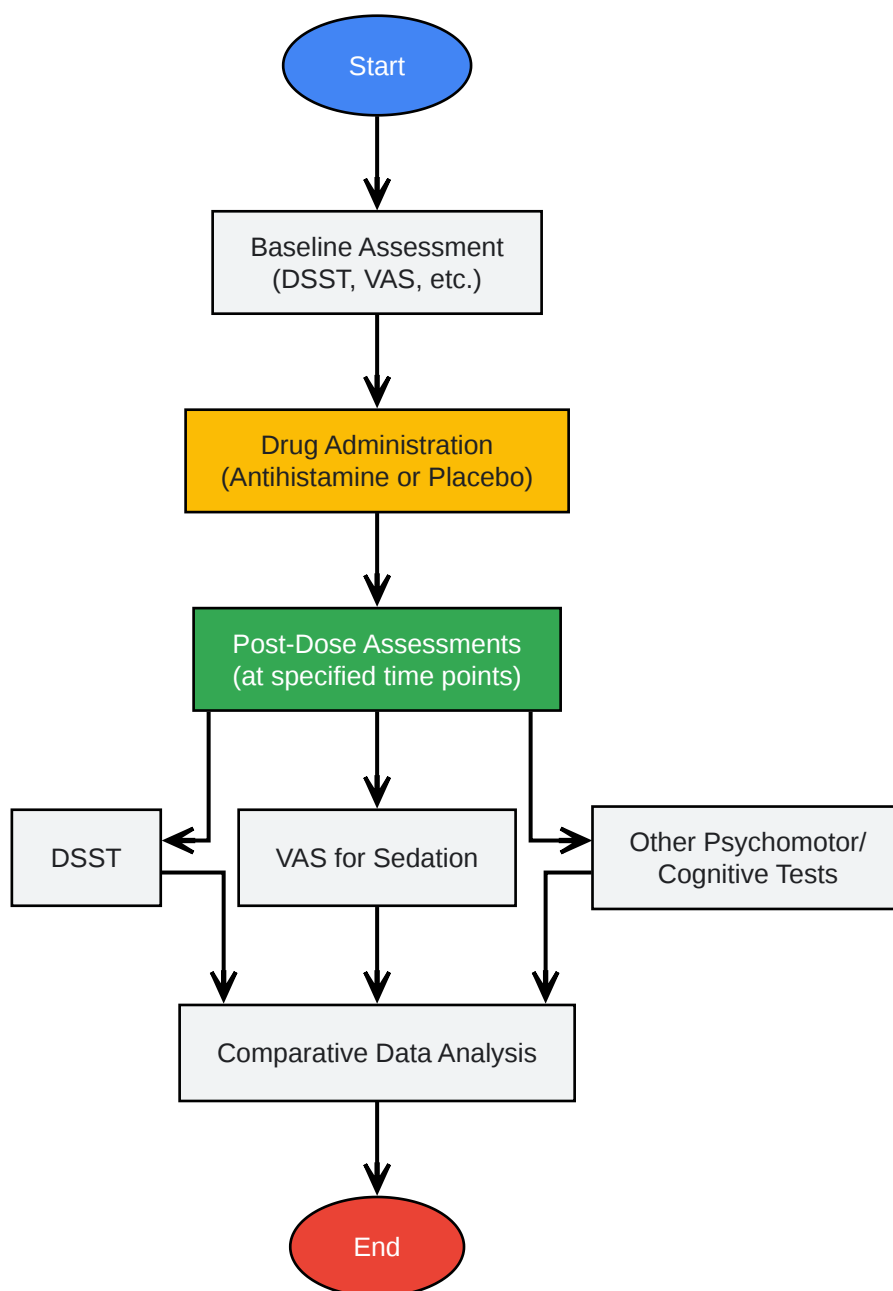 Start
Baseline Assessment
(DSST, VAS, etc.)
Drug Administration
(Antihistamine or Placebo)
Post-Dose Assessments
(at specified time points)
DSST
VAS for Sedation
Other Psychomotor/
Cognitive Tests
Comparative Data Analysis
End